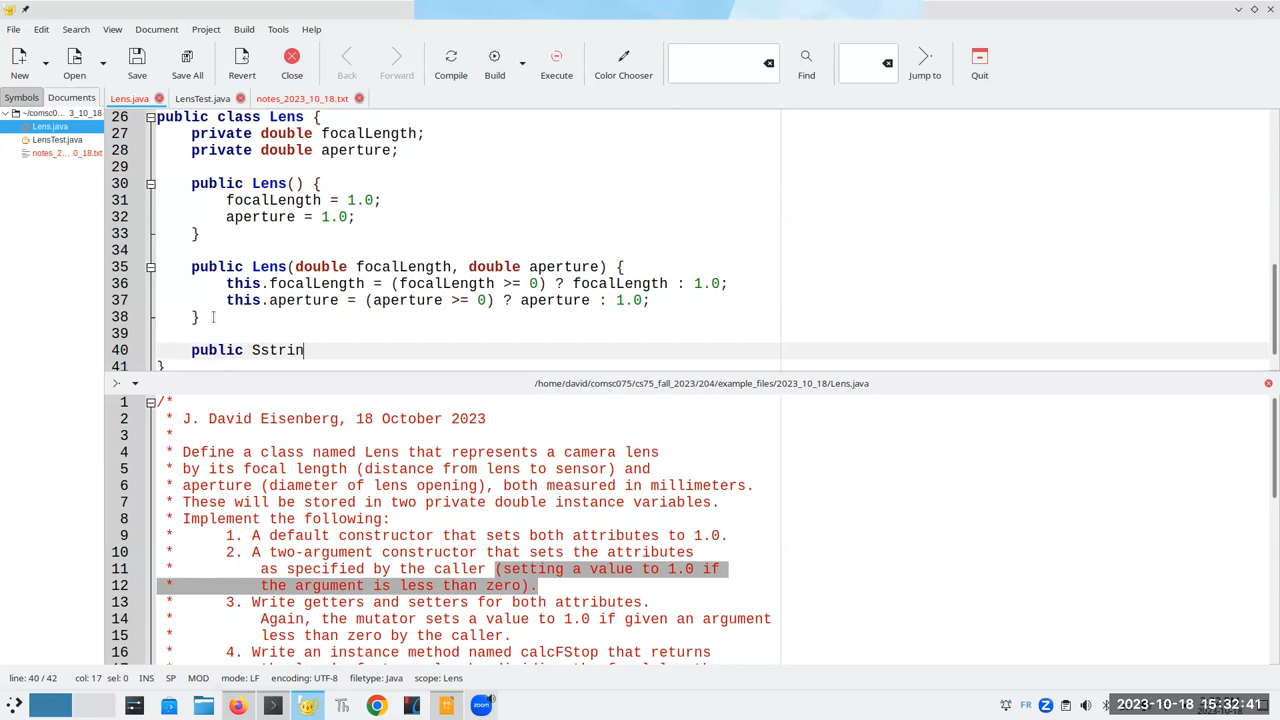 File Edit Search View Document Project Build Tools Help
New Open Save Save All Revert Close Back Forward Compile Build Execute Color Chooser Find Jump to Quit
Symbols Documents Lens.java LensTest.java notes_2023_10_18.txt
~/comsc0… 3_10_18
Lens.java
LensTest.java
notes_2… 0_18.txt
26 public class Lens {
27 private double focalLength;
28 private double aperture;
29
30 public Lens() {
31 focalLength = 1.0;
32 aperture = 1.0;
33 }
34
35 public Lens(double focalLength, double aperture) {
36 this.focalLength = (focalLength >= 0) ? focalLength : 1.0;
37 this.aperture = (aperture >= 0) ? aperture : 1.0;
38 }
39
40 public Sstrin
41 }
/home/david/comsc075/cs75_fall_2023/204/example_files/2023_10_18/Lens.java
1 /*
2 * J. David Eisenberg, 18 October 2023
3 *
4 * Define a class named Lens that represents a camera lens
5 * by its focal length (distance from lens to sensor) and
6 * aperture (diameter of lens opening), both measured in millimeters.
7 * These will be stored in two private double instance variables.
8 * Implement the following:
9 * 1. A default constructor that sets both attributes to 1.0.
10 * 2. A two-argument constructor that sets the attributes
11 * as specified by the caller (setting a value to 1.0 if
12 * the argument is less than zero).
13 * 3. Write getters and setters for both attributes.
14 * Again, the mutator sets a value to 1.0 if given an argument
15 * less than zero by the caller.
16 * 4. Write an instance method named calcFStop that returns
line: 40 / 42 col: 17 sel: 0 INS SP MOD mode: LF encoding: UTF-8 filetype: Java scope: Lens
Th zoom FR Z 2023-10-18 15:32:41